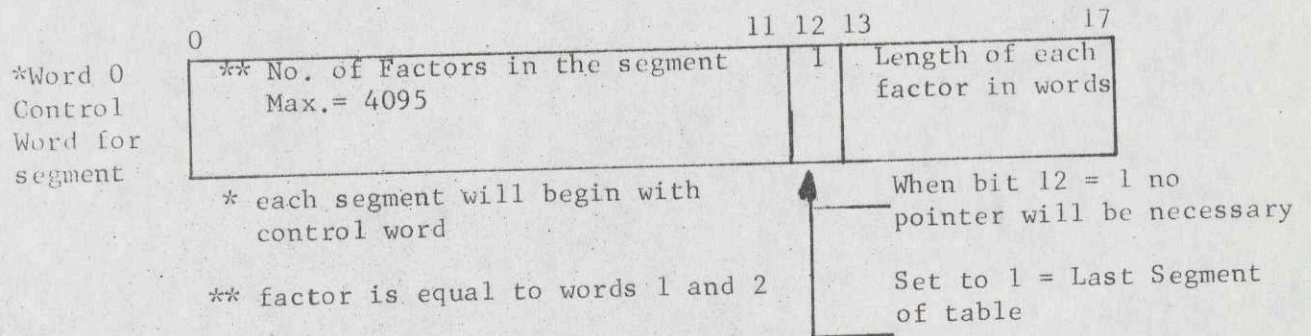 0 11 12 13 17
*Word 0
Control
Word for
segment
** No. of Factors in the segment
Max.= 4095
1
Length of each
factor in words
* each segment will begin with
control word
** factor is equal to words 1 and 2
When bit 12 = 1 no
pointer will be necessary
Set to 1 = Last Segment
of table